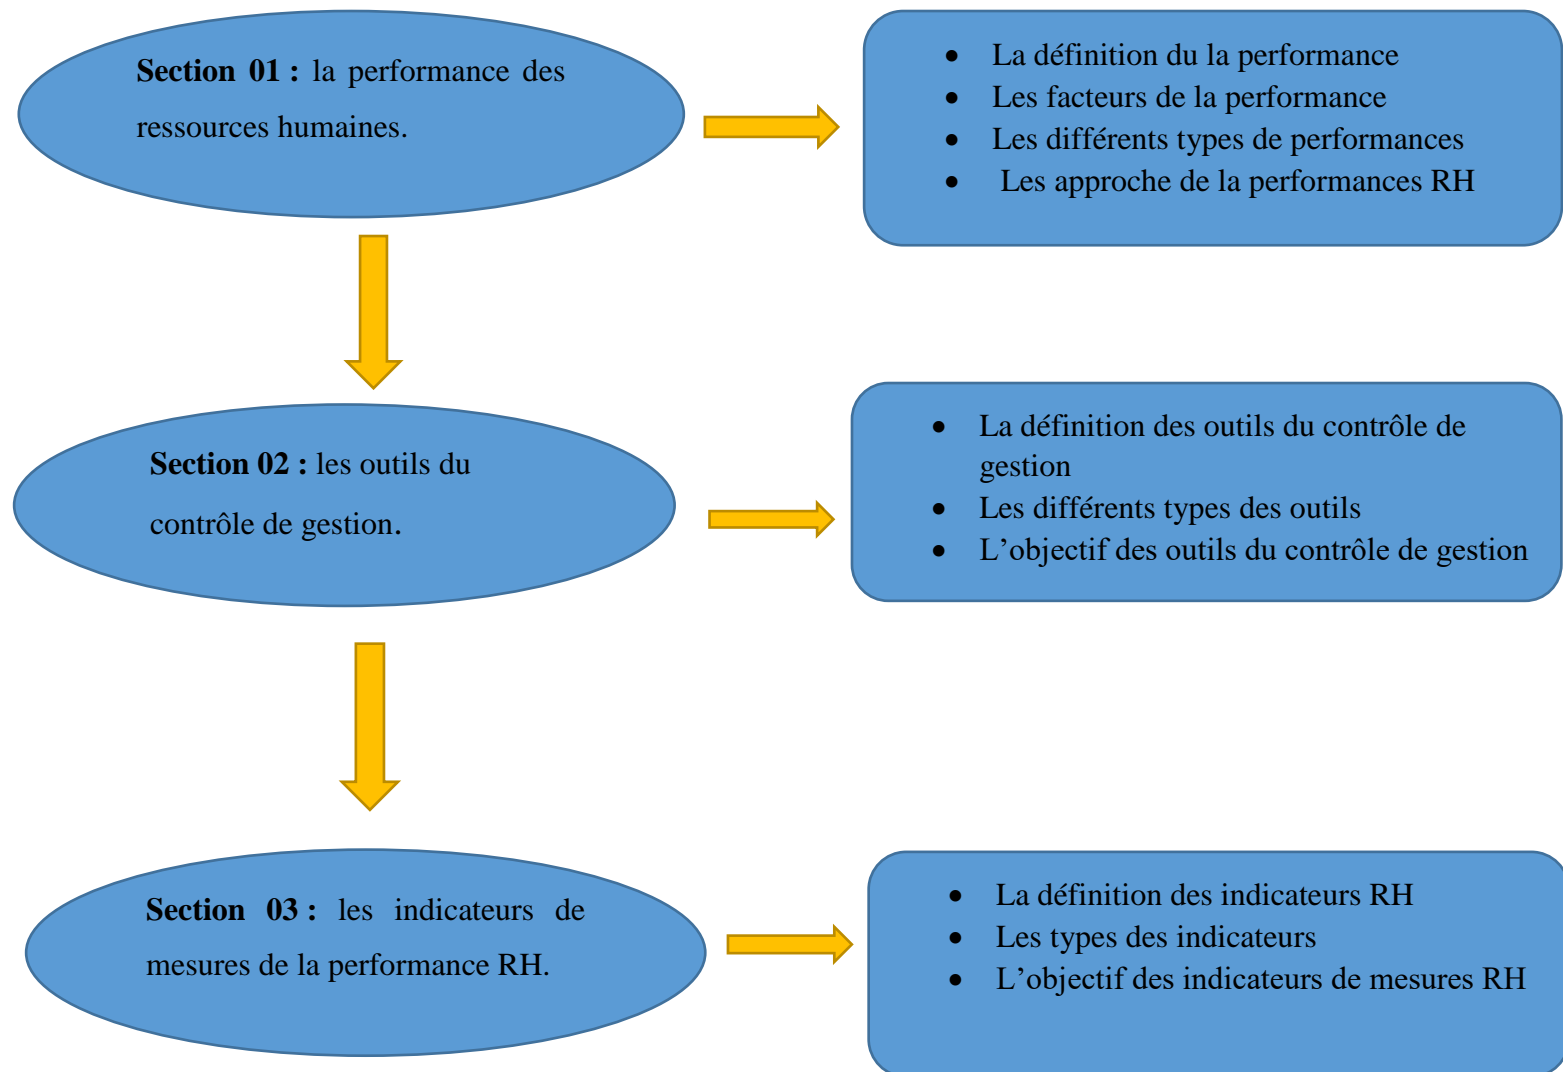 Section 01 : la performance des
ressources humaines.
• La définition du la performance
• Les facteurs de la performance
• Les différents types de performances
• Les approche de la performances RH
Section 02 : les outils du
contrôle de gestion.
• La définition des outils du contrôle de
gestion
• Les différents types des outils
• L’objectif des outils du contrôle de gestion
Section 03 : les indicateurs de
mesures de la performance RH.
• La définition des indicateurs RH
• Les types des indicateurs
• L’objectif des indicateurs de mesures RH